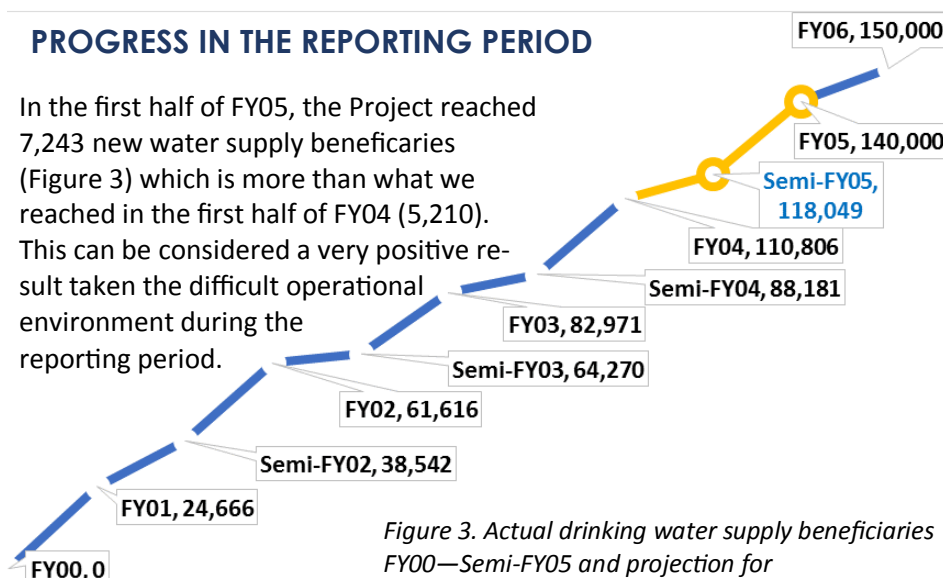 PROGRESS IN THE REPORTING PERIOD
In the first half of FY05, the Project reached
7,243 new water supply beneficaries
(Figure 3) which is more than what we
reached in the first half of FY04 (5,210).
This can be considered a very positive re-
sult taken the difficult operational
environment during the
reporting period.
FY06, 150,000
FY05, 140,000
Semi-FY05,
118,049
FY04, 110,806
Semi-FY04, 88,181
FY03, 82,971
Semi-FY03, 64,270
FY02, 61,616
Semi-FY02, 38,542
FY01, 24,666
FY00, 0
Figure 3. Actual drinking water supply beneficiaries
FY00—Semi-FY05 and projection for